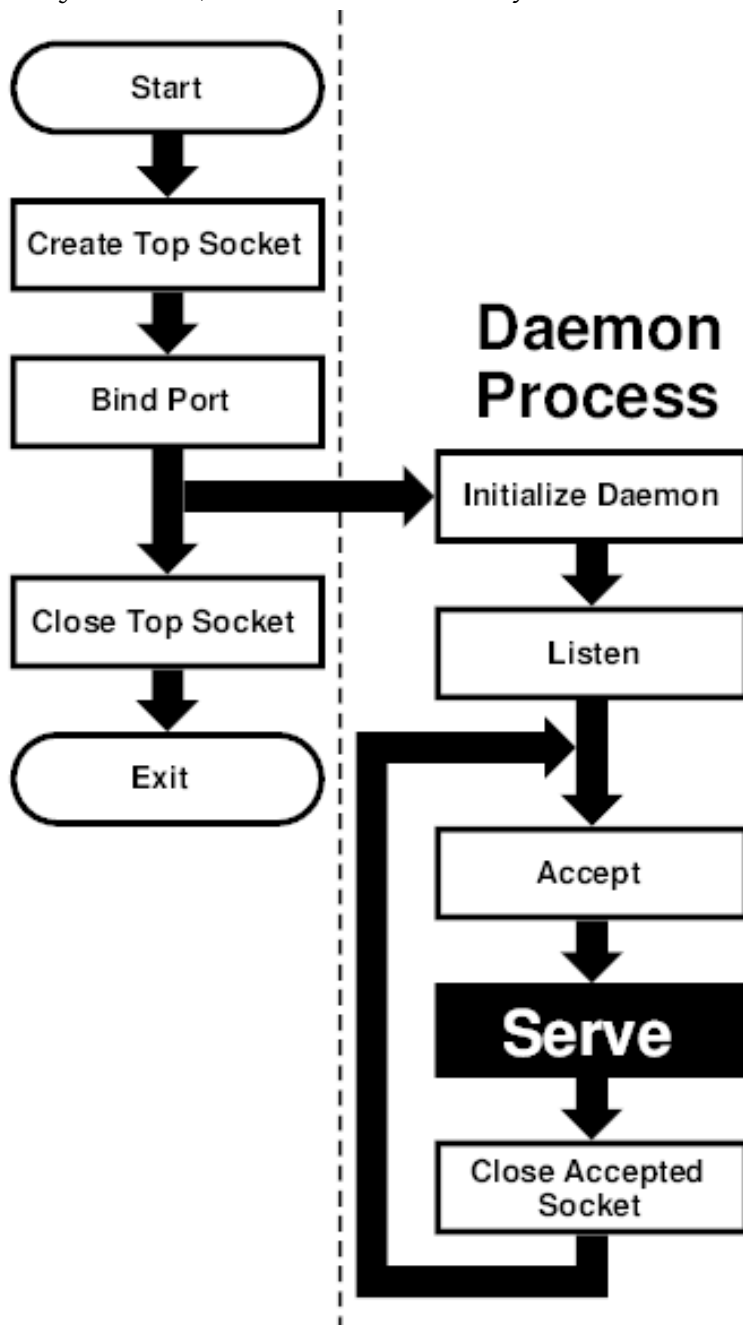 Start
Create Top Socket
Bind Port
Close Top Socket
Exit
Daemon
Process
Initialize Daemon
Listen
Accept
Serve
Close Accepted
Socket